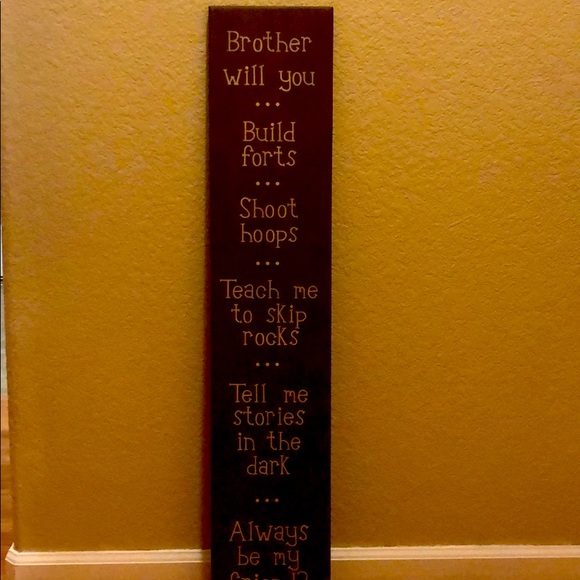 Brother
will you
...
Build
forts
...
Shoot
hoops
...
Teach me
to skip
rocks
...
Tell me
stories
in the
dark
...
Always
be my
friend?